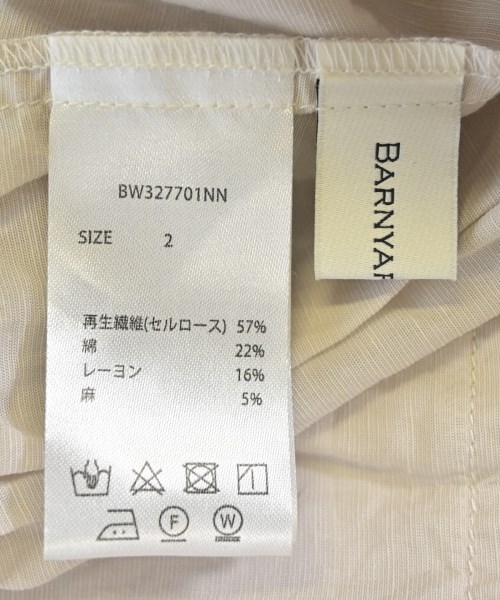 BW327701NN
SIZE 2
再生繊維(セルロース) 57%
綿 22%
レーヨン 16%
麻 5%
F W